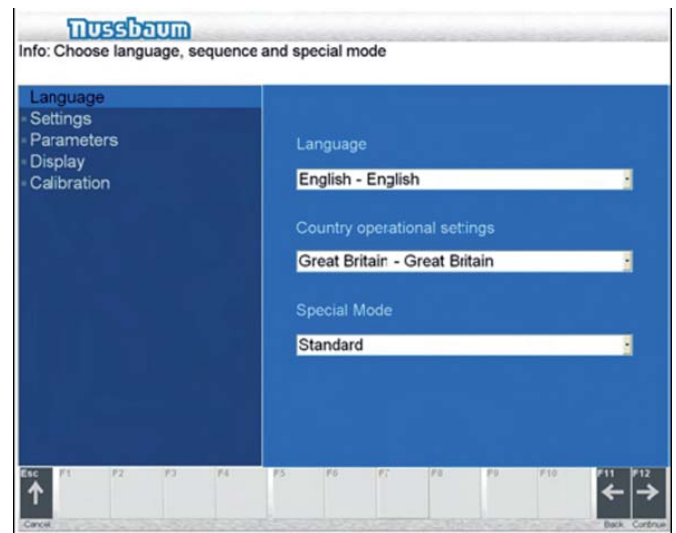 Nussbaum
Info: Choose language, sequence and special mode
Language
Settings
Parameters
Display
Calibration
Language
English - English
Country operational settings
Great Britain - Great Britain
Special Mode
Standard
Esc F1 F2 F3 F4 F5 F6 F7 F8 F9 F10 F11 F12
Cancel Back Continue